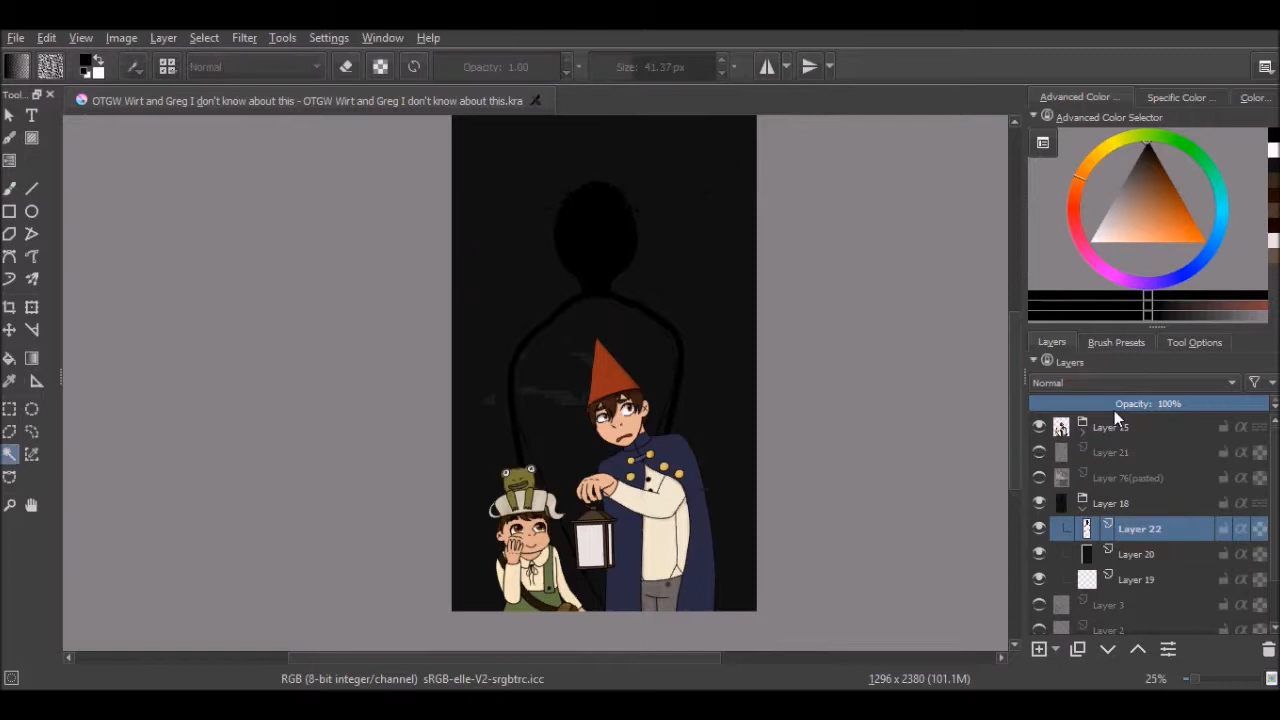 File Edit View Image Layer Select Filter Tools Settings Window Help
Normal Opacity: 1.00 Size: 41.37 px
Tool...
OTGW Wirt and Greg I don't know about this - OTGW Wirt and Greg I don't know about this.kra
Advanced Color ... Specific Color ... Color...
Advanced Color Selector
Layers Brush Presets Tool Options
Layers
Normal
Opacity: 100%
Layer 15
Layer 21
Layer 76(pasted)
Layer 18
Layer 22
Layer 20
Layer 19
Layer 3
Layer 2
RGB (8-bit integer/channel) sRGB-elle-V2-srgbtrc.icc 1296 x 2380 (101.1M) 25%